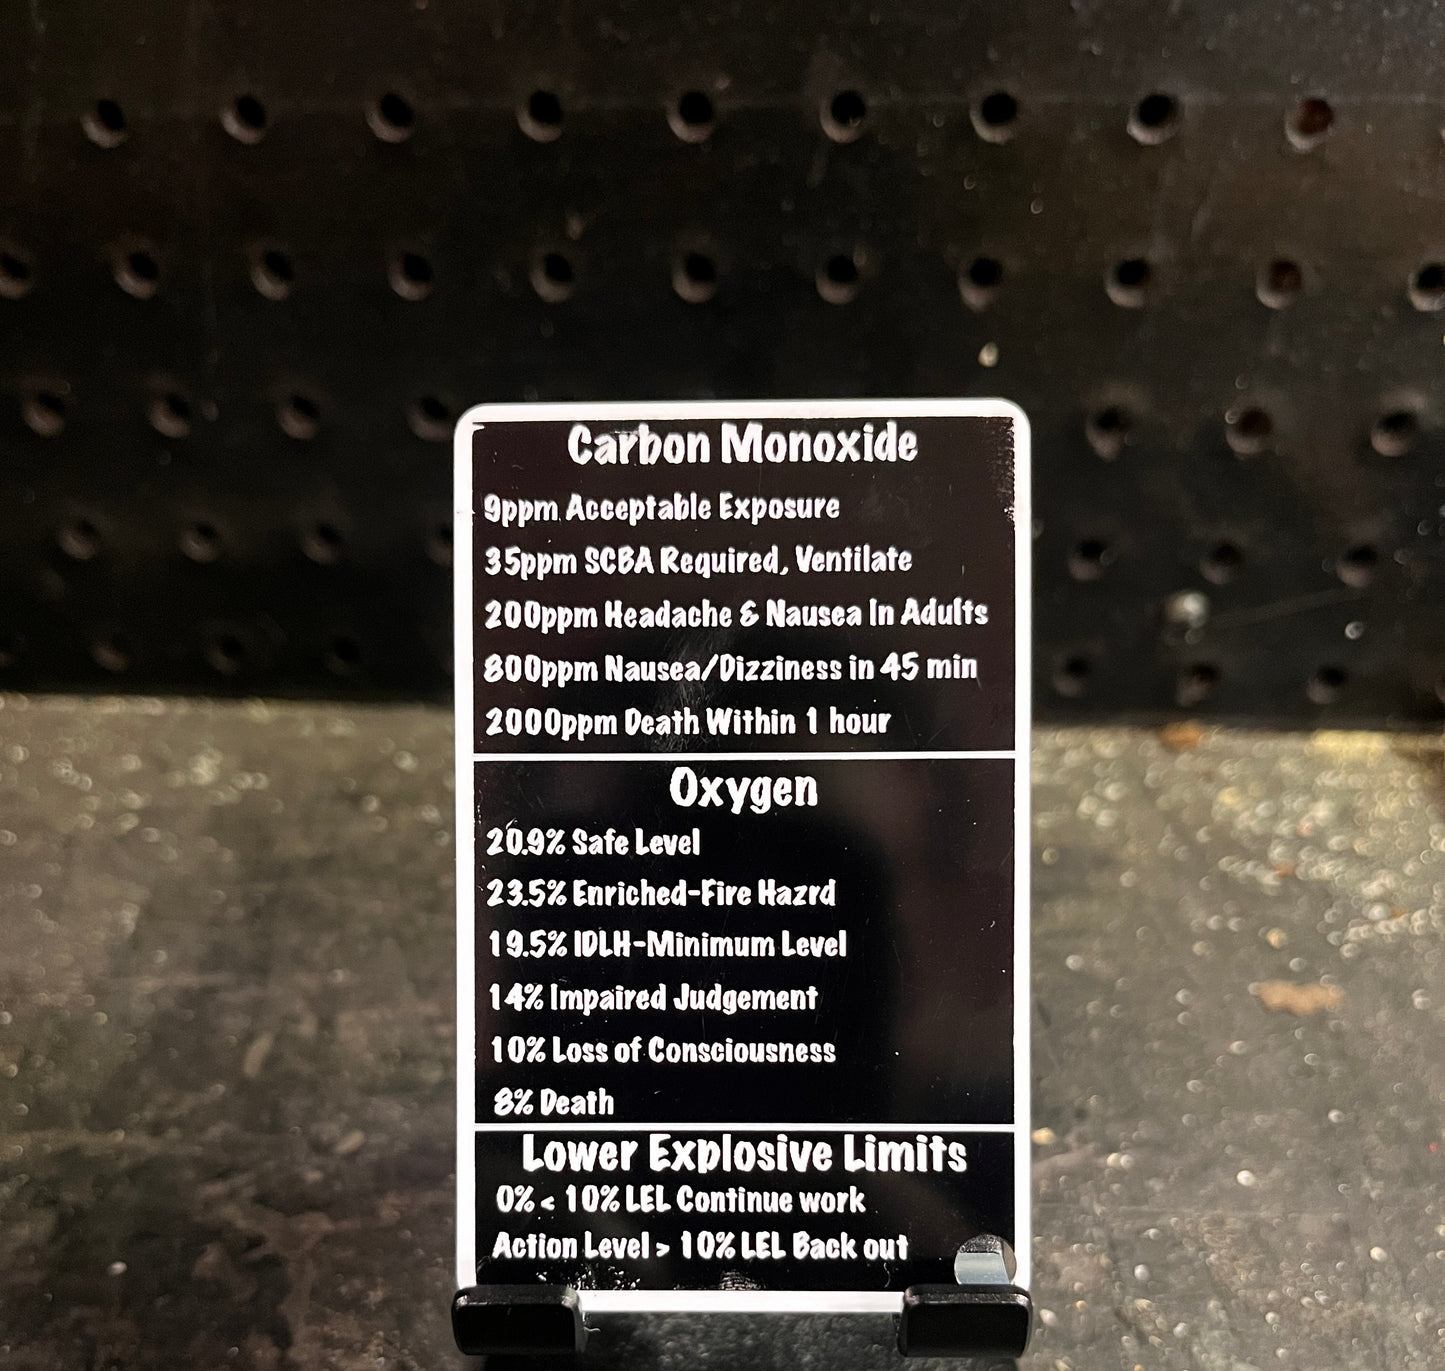 Carbon Monoxide
9ppm Acceptable Exposure
35ppm SCBA Required, Ventilate
200ppm Headache & Nausea In Adults
800ppm Nausea/Dizziness in 45 min
2000ppm Death Within 1 hour
Oxygen
20.9% Safe Level
23.5% Enriched-Fire Hazrd
19.5% IDLH-Minimum Level
14% Impaired Judgement
10% Loss of Consciousness
8% Death
Lower Explosive Limits
0% < 10% LEL Continue work
Action Level > 10% LEL Back out